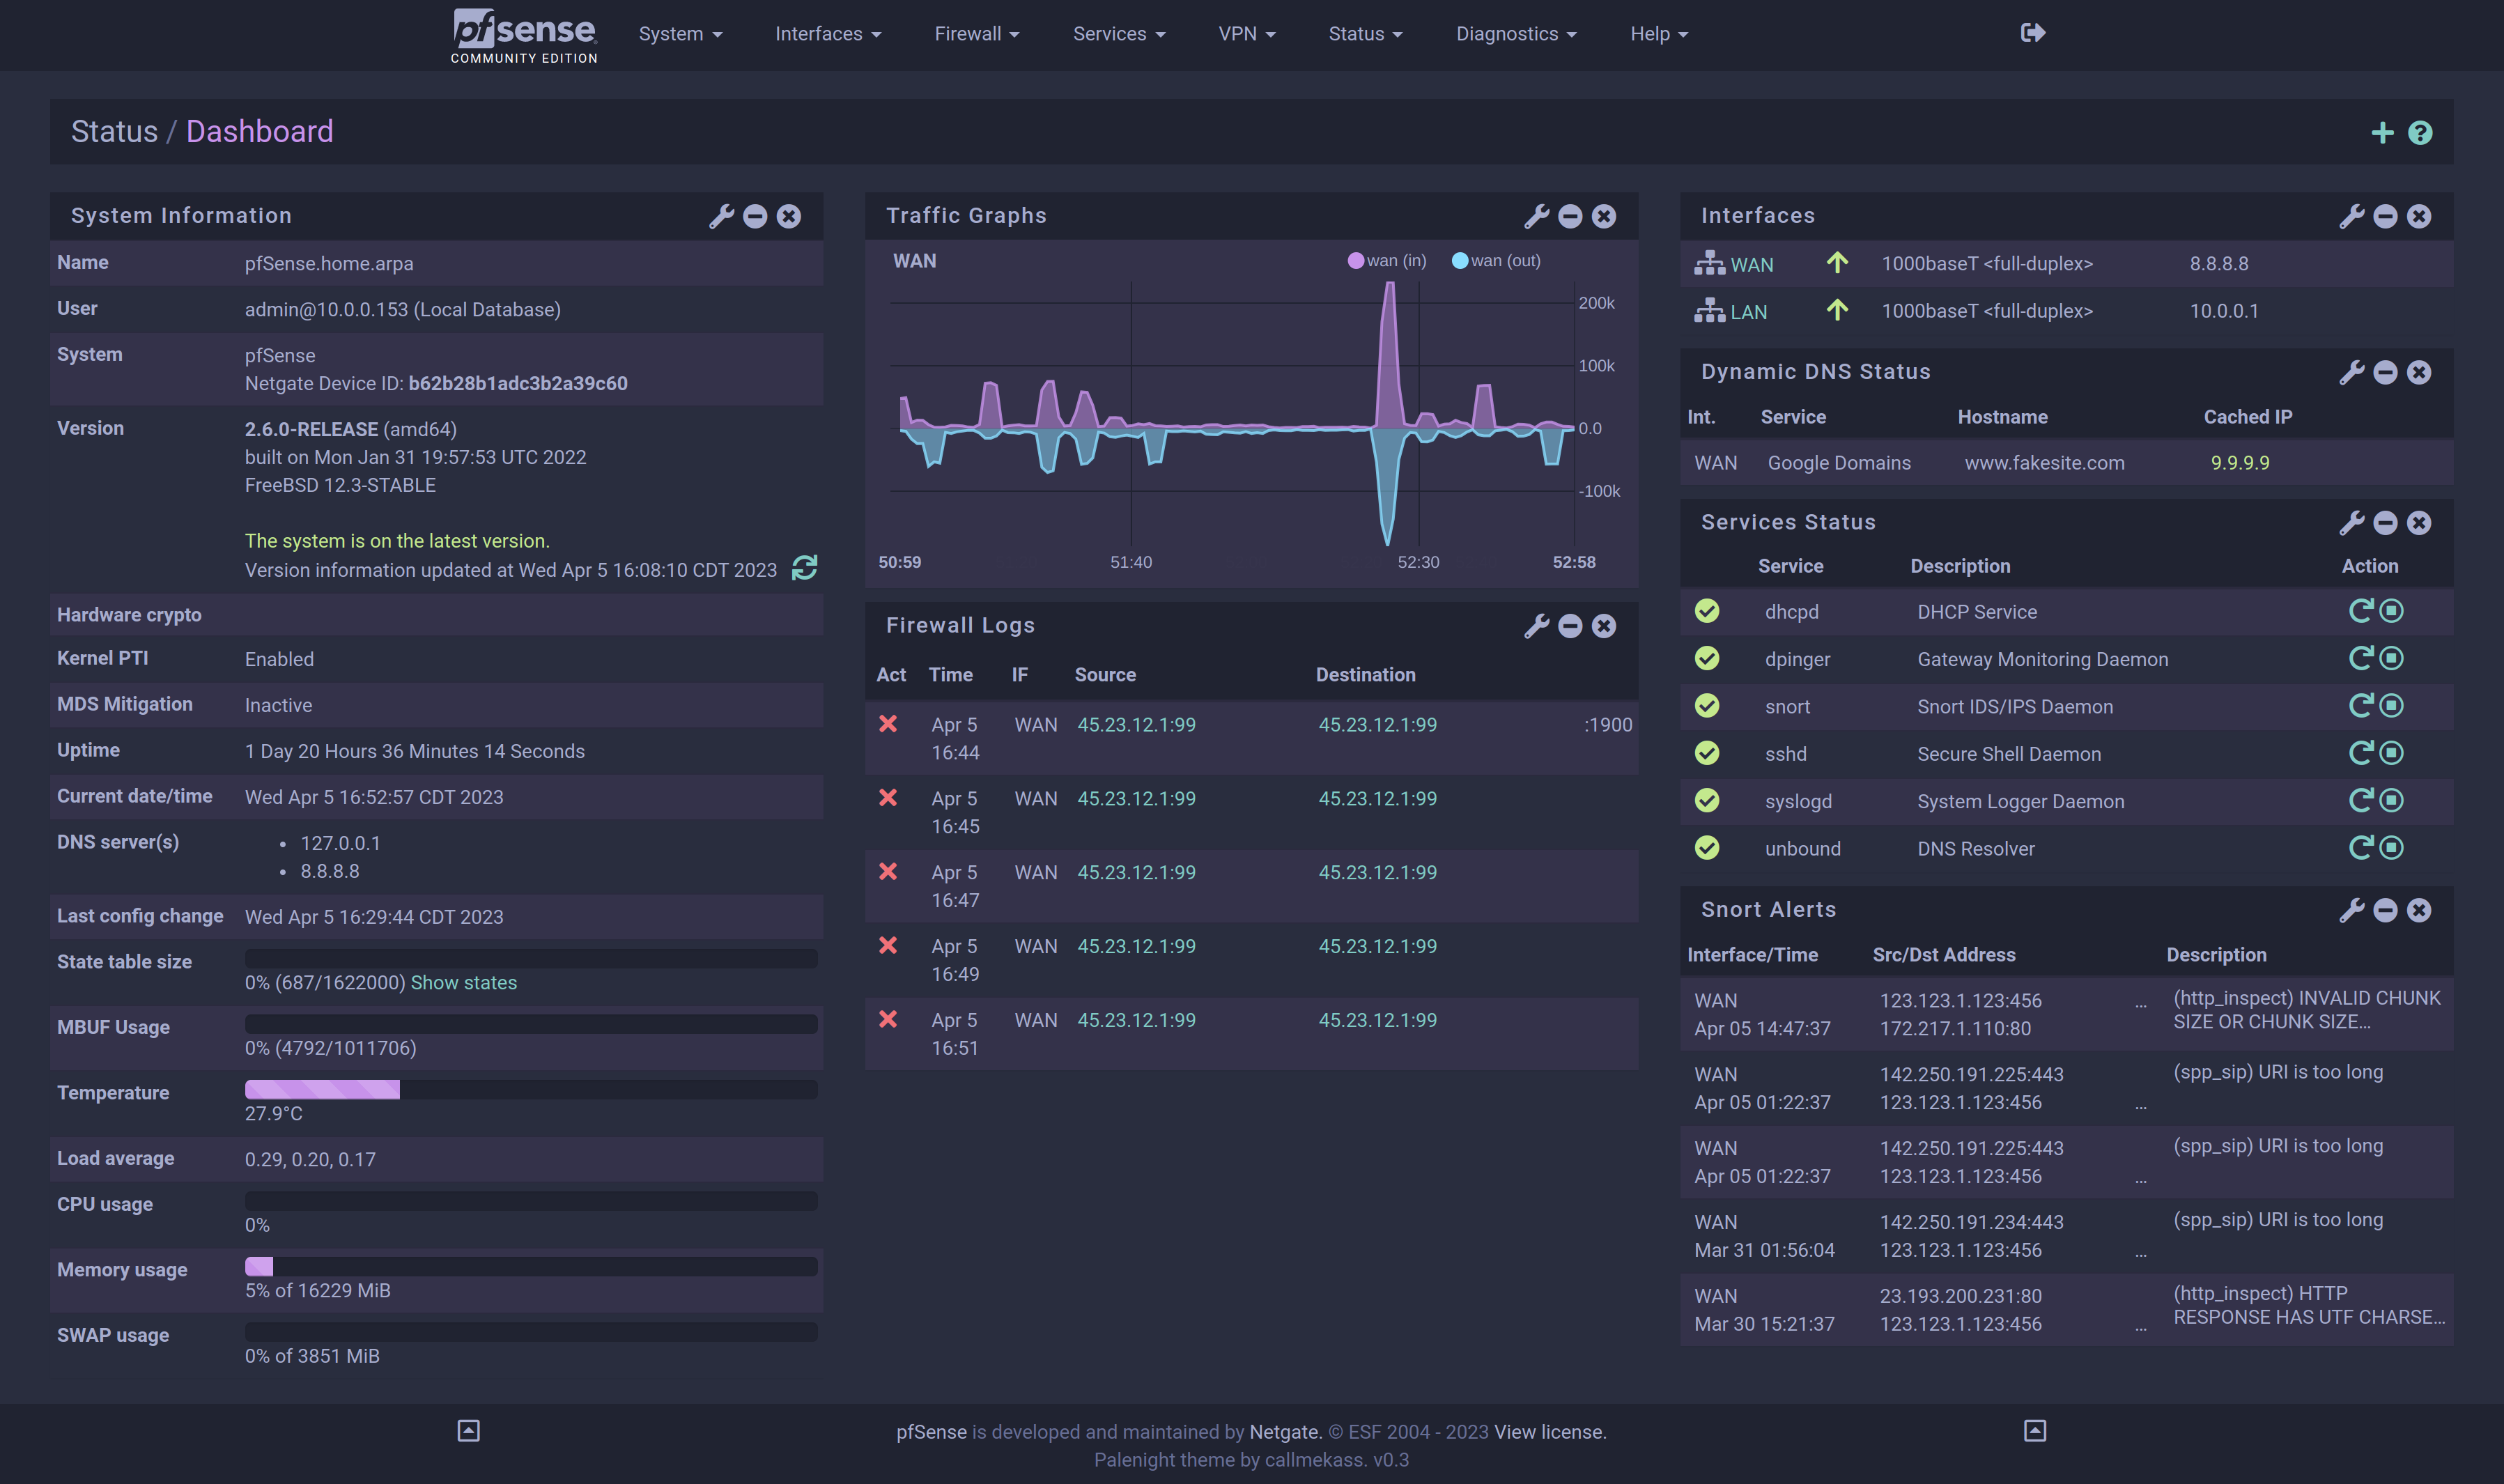 pfsense
COMMUNITY EDITION
System
Interfaces
Firewall
Services
VPN
Status
Diagnostics
Help
Status / Dashboard
System Information
Name pfSense.home.arpa
User admin@10.0.0.153 (Local Database)
System pfSense
Netgate Device ID: b62b28b1adc3b2a39c60
Version 2.6.0-RELEASE (amd64)
built on Mon Jan 31 19:57:53 UTC 2022
FreeBSD 12.3-STABLE
The system is on the latest version.
Version information updated at Wed Apr 5 16:08:10 CDT 2023
Hardware crypto
Kernel PTI Enabled
MDS Mitigation Inactive
Uptime 1 Day 20 Hours 36 Minutes 14 Seconds
Current date/time Wed Apr 5 16:52:57 CDT 2023
DNS server(s) • 127.0.0.1
• 8.8.8.8
Last config change Wed Apr 5 16:29:44 CDT 2023
State table size
0% (687/1622000) Show states
MBUF Usage
0% (4792/1011706)
Temperature
27.9°C
Load average 0.29, 0.20, 0.17
CPU usage
0%
Memory usage
5% of 16229 MiB
SWAP usage
0% of 3851 MiB
Traffic Graphs
WAN wan (in) wan (out)
200k
100k
0.0
-100k
50:59 51:40 52:30 52:58
Firewall Logs
Act Time IF Source Destination
Apr 5 WAN 45.23.12.1:99 45.23.12.1:99 :1900
16:44
Apr 5 WAN 45.23.12.1:99 45.23.12.1:99
16:45
Apr 5 WAN 45.23.12.1:99 45.23.12.1:99
16:47
Apr 5 WAN 45.23.12.1:99 45.23.12.1:99
16:49
Apr 5 WAN 45.23.12.1:99 45.23.12.1:99
16:51
Interfaces
WAN 1000baseT <full-duplex> 8.8.8.8
LAN 1000baseT <full-duplex> 10.0.0.1
Dynamic DNS Status
Int. Service Hostname Cached IP
WAN Google Domains www.fakesite.com 9.9.9.9
Services Status
Service Description Action
dhcpd DHCP Service
dpinger Gateway Monitoring Daemon
snort Snort IDS/IPS Daemon
sshd Secure Shell Daemon
syslogd System Logger Daemon
unbound DNS Resolver
Snort Alerts
Interface/Time Src/Dst Address Description
WAN 123.123.1.123:456 ... (http_inspect) INVALID CHUNK
Apr 05 14:47:37 172.217.1.110:80 SIZE OR CHUNK SIZE...
WAN 142.250.191.225:443 (spp_sip) URI is too long
Apr 05 01:22:37 123.123.1.123:456 ...
WAN 142.250.191.225:443 (spp_sip) URI is too long
Apr 05 01:22:37 123.123.1.123:456 ...
WAN 142.250.191.234:443 (spp_sip) URI is too long
Mar 31 01:56:04 123.123.1.123:456 ...
WAN 23.193.200.231:80 (http_inspect) HTTP
Mar 30 15:21:37 123.123.1.123:456 ... RESPONSE HAS UTF CHARSE...
pfSense is developed and maintained by Netgate. © ESF 2004 - 2023 View license.
Palenight theme by callmekass. v0.3